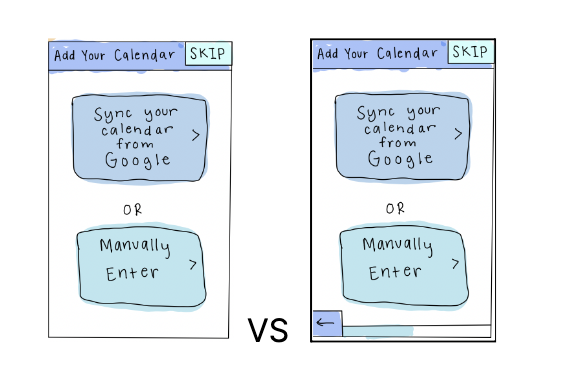 Add Your Calendar SKIP
Sync your
calendar
from
Google >
OR
Manually
Enter >
VS
Add Your Calendar SKIP
Sync your
calendar
from
Google >
OR
Manually
Enter >
←